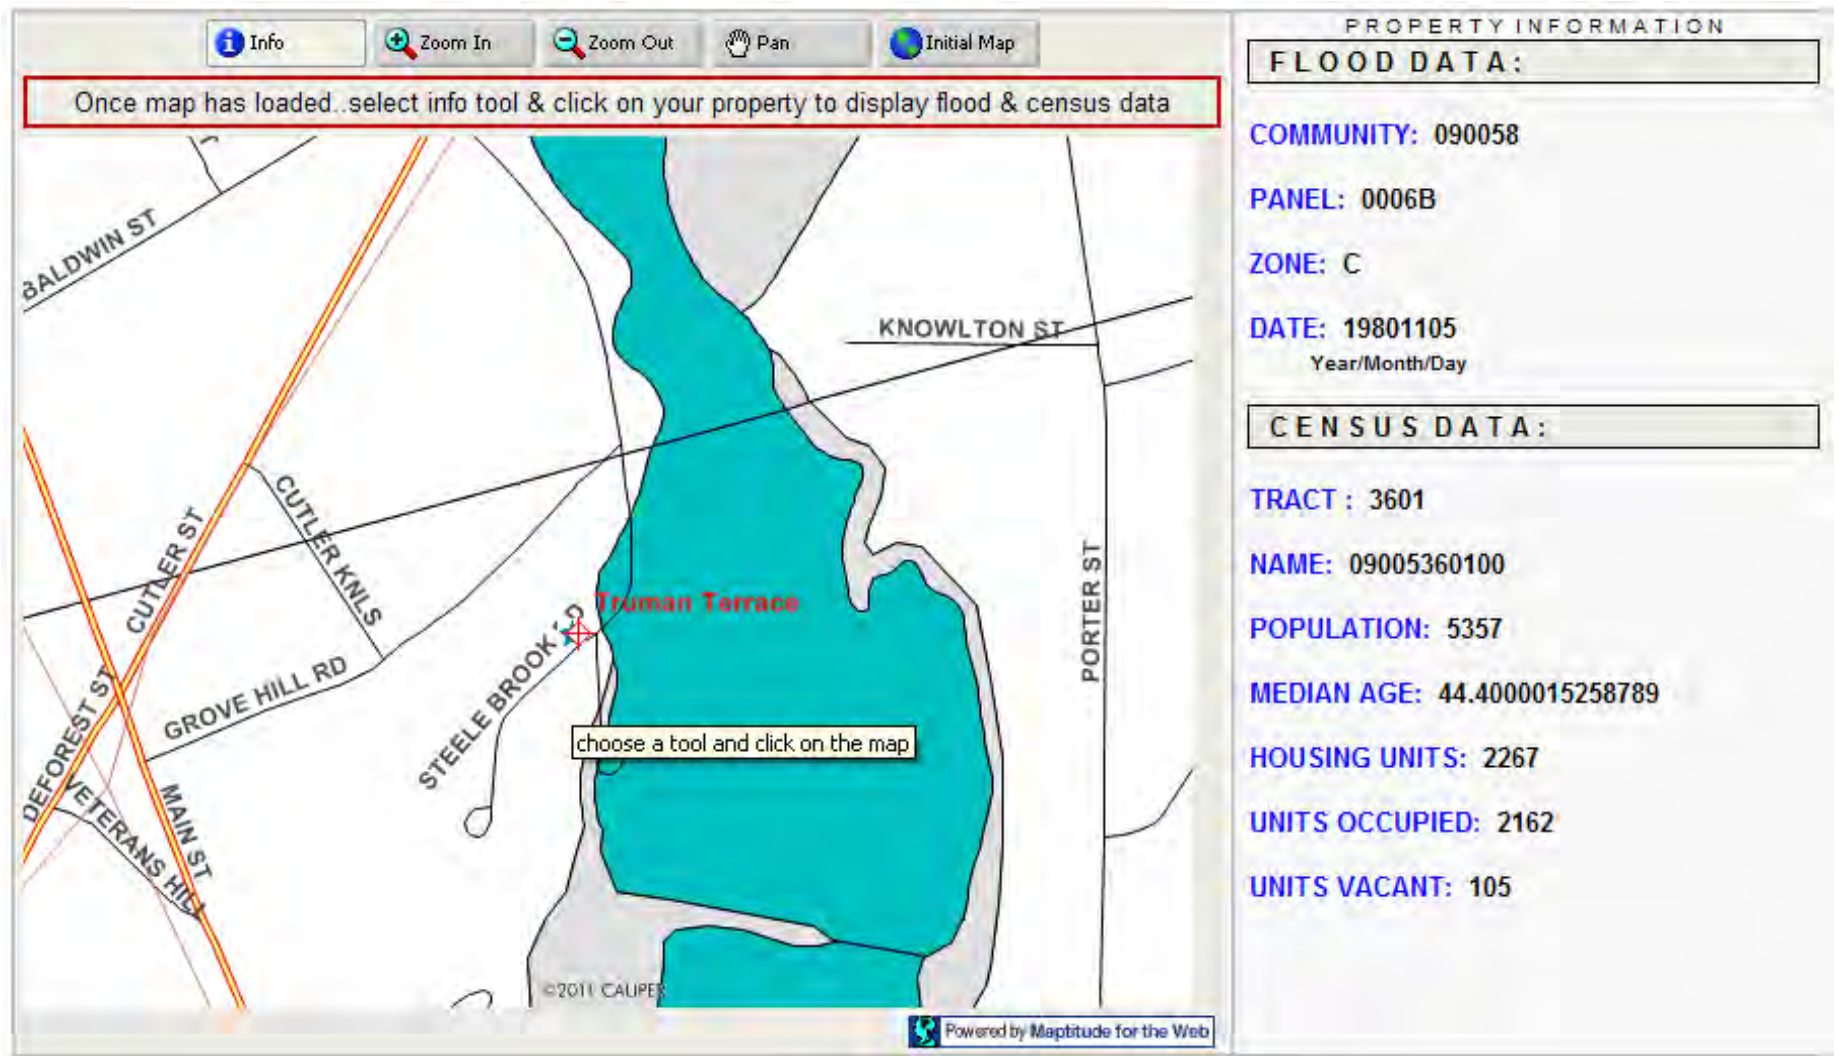 Info
Zoom In
Zoom Out
Pan
Initial Map
Once map has loaded..select info tool & click on your property to display flood & census data
BALDWIN ST
KNOWLTON ST
CUTLER KNLS
CUTLER ST
PORTER ST
Truman Terrace
STEELE BROOK RD
GROVE HILL RD
DEFOREST ST
choose a tool and click on the map
VETERANS HILL
MAIN ST
©2011 CALIPER
Powered by Maptitude for the Web
PROPERTY INFORMATION
FLOOD DATA:
COMMUNITY: 090058
PANEL: 0006B
ZONE: C
DATE: 19801105
Year/Month/Day
CENSUS DATA:
TRACT : 3601
NAME: 09005360100
POPULATION: 5357
MEDIAN AGE: 44.4000015258789
HOUSING UNITS: 2267
UNITS OCCUPIED: 2162
UNITS VACANT: 105